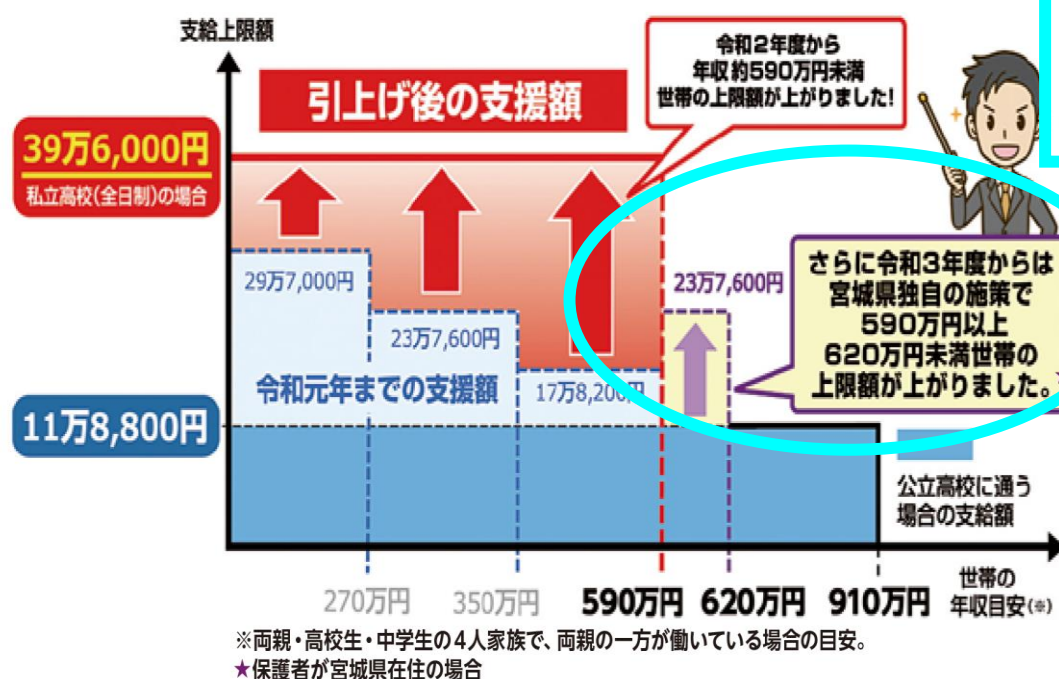 支給上限額
引上げ後の支援額
令和2年度から
年収約590万円未満
世帯の上限額が上がりました!
39万6,000円
私立高校(全日制)の場合
29万7,000円
23万7,600円
17万8,200円
令和元年までの支援額
23万7,600円
さらに令和3年度からは
宮城県独自の施策で
590万円以上
620万円未満世帯の
上限額が上がりました。
11万8,800円
公立高校に通う
場合の支給額
270万円 350万円 590万円 620万円 910万円
世帯の
年収目安(※)
※両親・高校生・中学生の4人家族で、両親の一方が働いている場合の目安。
★保護者が宮城県在住の場合